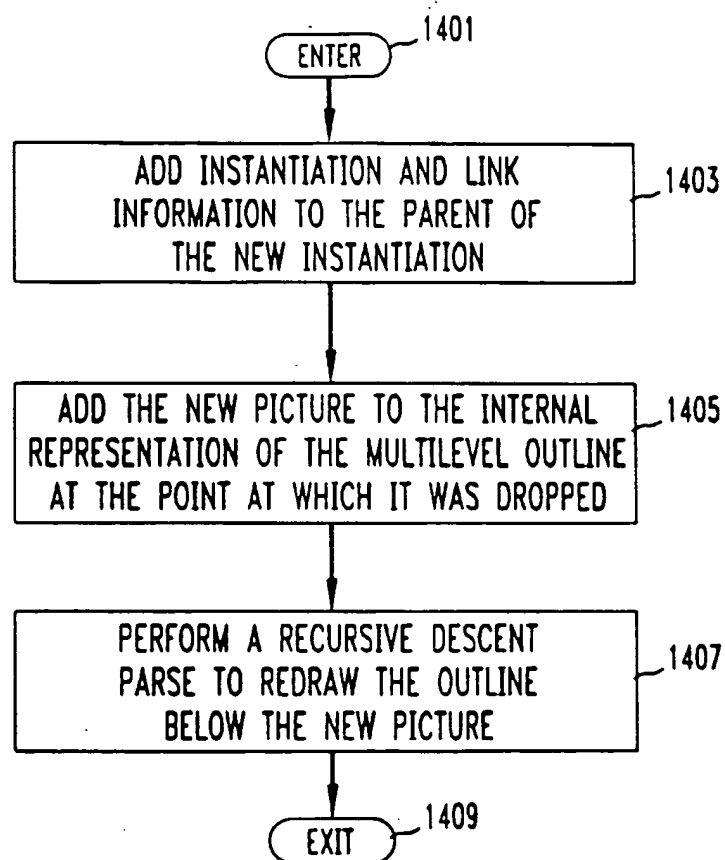 1401
ENTER
ADD INSTANTIATION AND LINK
INFORMATION TO THE PARENT OF
THE NEW INSTANTIATION
1403
ADD THE NEW PICTURE TO THE INTERNAL
REPRESENTATION OF THE MULTILEVEL OUTLINE
AT THE POINT AT WHICH IT WAS DROPPED
1405
PERFORM A RECURSIVE DESCENT
PARSE TO REDRAW THE OUTLINE
BELOW THE NEW PICTURE
1407
EXIT
1409